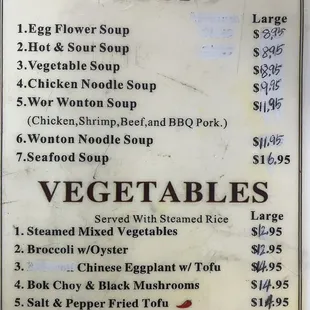 Large
1.Egg Flower Soup $8.95
2.Hot & Sour Soup $8.95
3.Vegetable Soup $8.95
4.Chicken Noodle Soup $9.95
5.Wor Wonton Soup $11.95
(Chicken,Shrimp,Beef,and BBQ Pork.)
6.Wonton Noodle Soup $11.95
7.Seafood Soup $16.95
VEGETABLES
Served With Steamed Rice Large
1. Steamed Mixed Vegetables $12.95
2. Broccoli w/Oyster $12.95
3. Chinese Eggplant w/ Tofu $14.95
4. Bok Choy & Black Mushrooms $14.95
5. Salt & Pepper Fried Tofu $14.95